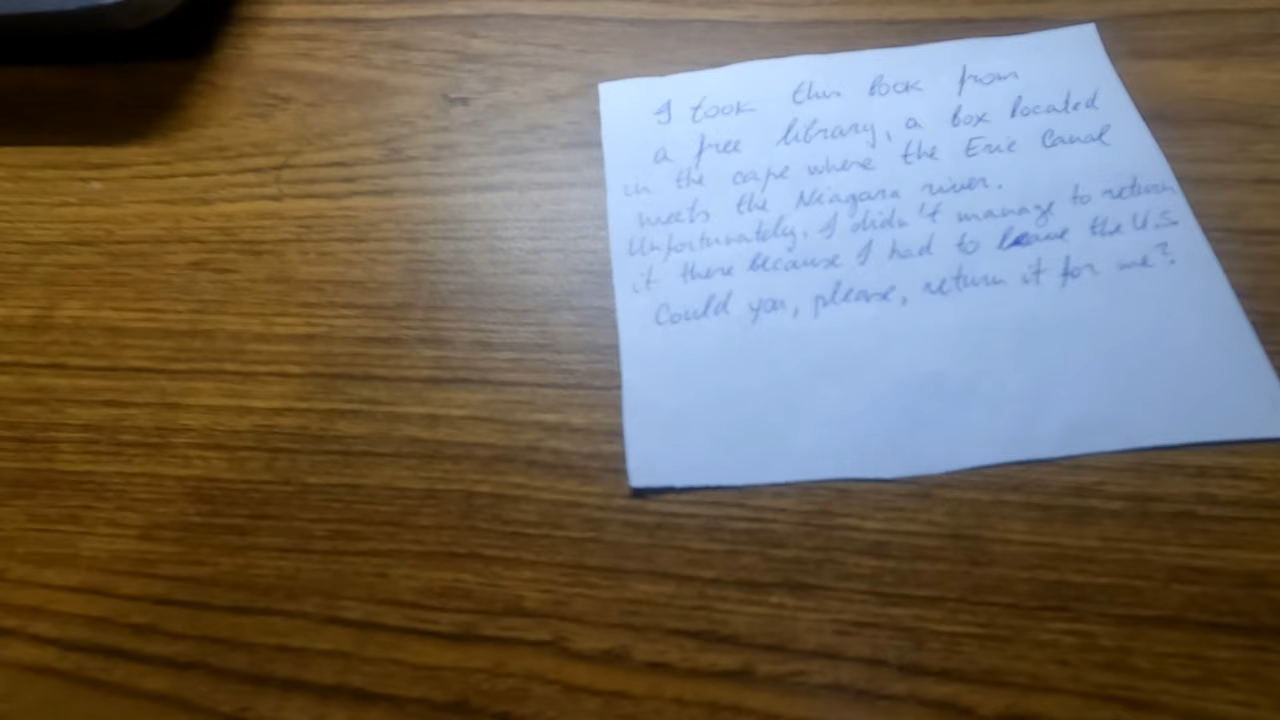 I took this book from
a free library, a box located
in the cape where the Erie Canal
meets the Niagara river.
Unfortunately, I didn't manage to return
it there because I had to leave the U.S.
Could you, please, return it for me?